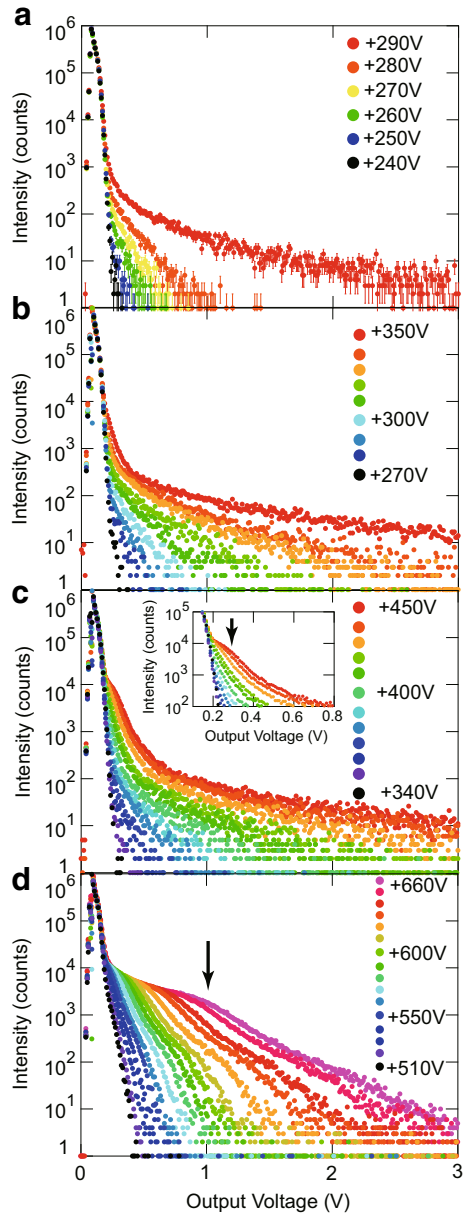 a
10^6
10^5
10^4
10^3
10^2
10
1
Intensity (counts)
+290V
+280V
+270V
+260V
+250V
+240V
b
10^6
10^5
10^4
10^3
10^2
10
1
Intensity (counts)
+350V
+300V
+270V
c
10^6
10^5
10^4
10^3
10^2
10
1
Intensity (counts)
10^5
10^4
10^3
10^2
Intensity (counts)
0.2 0.4 0.6 0.8
Output Voltage (V)
+450V
+400V
+340V
d
10^6
10^5
10^4
10^3
10^2
10
1
Intensity (counts)
+660V
+600V
+550V
+510V
0 1 2 3
Output Voltage (V)